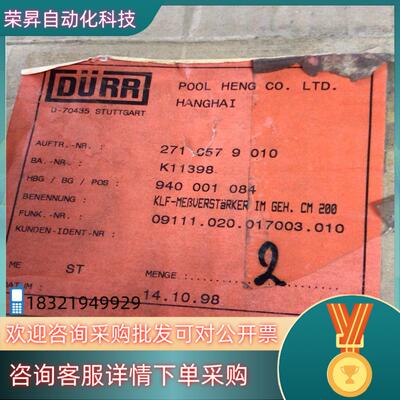 荣昇自动化科技
DÜRR
D-70435 STUTTGART
POOL HENG CO. LTD.
HANGHAI
AUFTR.-NR. : 271 C57 9 010
BA.-NR. : K11398
HBG / BG / POS : 940 001 084
BENENNUNG : KLF-MEßVERSTäRKER IM GEH. CM 200
FUNK.-NR. : 09111.020.017003.010
KUNDEN-IDENT-NR :
ME ST MENGE : 2
DAT IM : 14.10.98
18321949929
欢迎咨询采购批发可对公开票
咨询客服详情下单采购